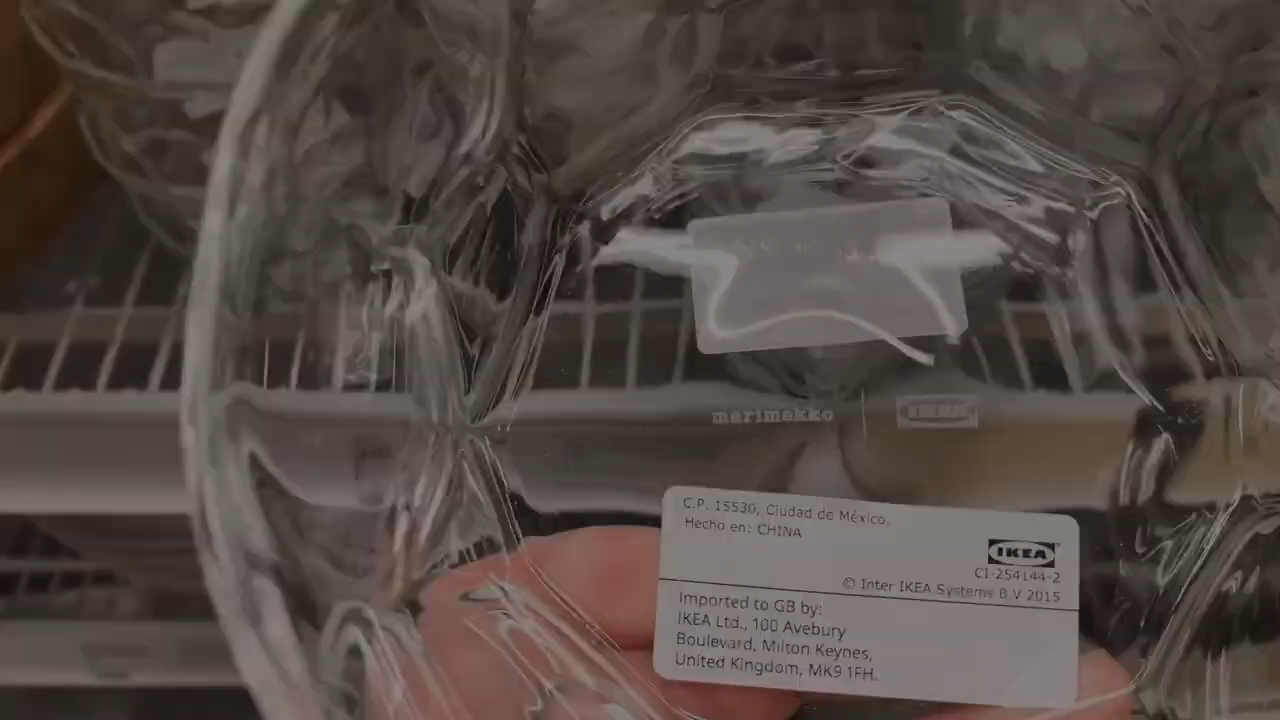 marimekko | IKEA
C.P. 15530, Ciudad de México.
Hecho en: CHINA
IKEA
CI-254144-2
© Inter IKEA Systems B V 2015
Imported to GB by:
IKEA Ltd., 100 Avebury
Boulevard, Milton Keynes,
United Kingdom, MK9 1FH.